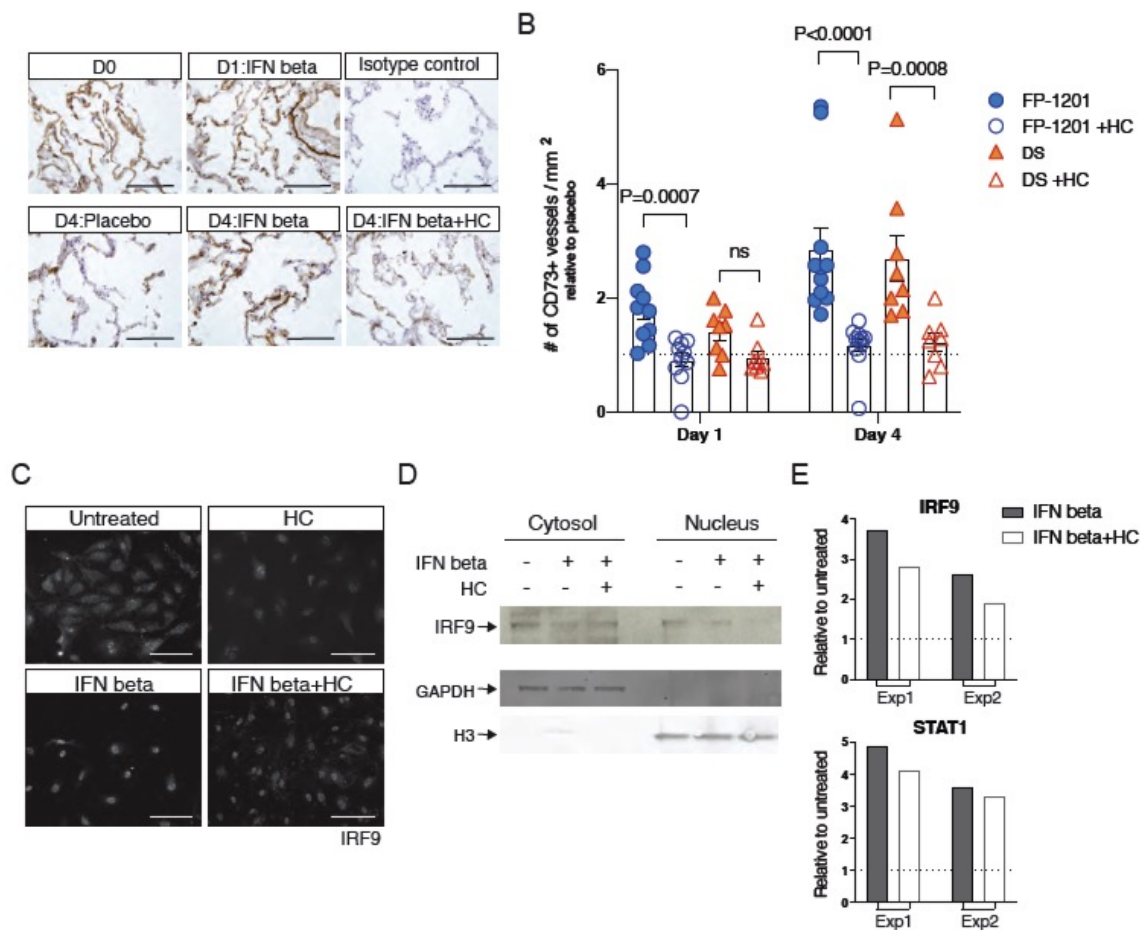 D0
D1:IFN beta
Isotype control
D4:Placebo
D4:IFN beta
D4:IFN beta+HC
B
P<0.0001
P=0.0008
P=0.0007
ns
6
4
2
0
# of CD73+ vessels / mm 2
relative to placebo
Day 1
Day 4
FP-1201
FP-1201 +HC
DS
DS +HC
C
Untreated
HC
IFN beta
IFN beta+HC
IRF9
D
Cytosol
Nucleus
IFN beta - + + - + +
HC + +
IRF9
GAPDH
H3
E
IRF9
IFN beta
IFN beta+HC
Relative to untreated
4
3
2
1
0
Exp1
Exp2
STAT1
Relative to untreated
5
4
3
2
1
0
Exp1
Exp2